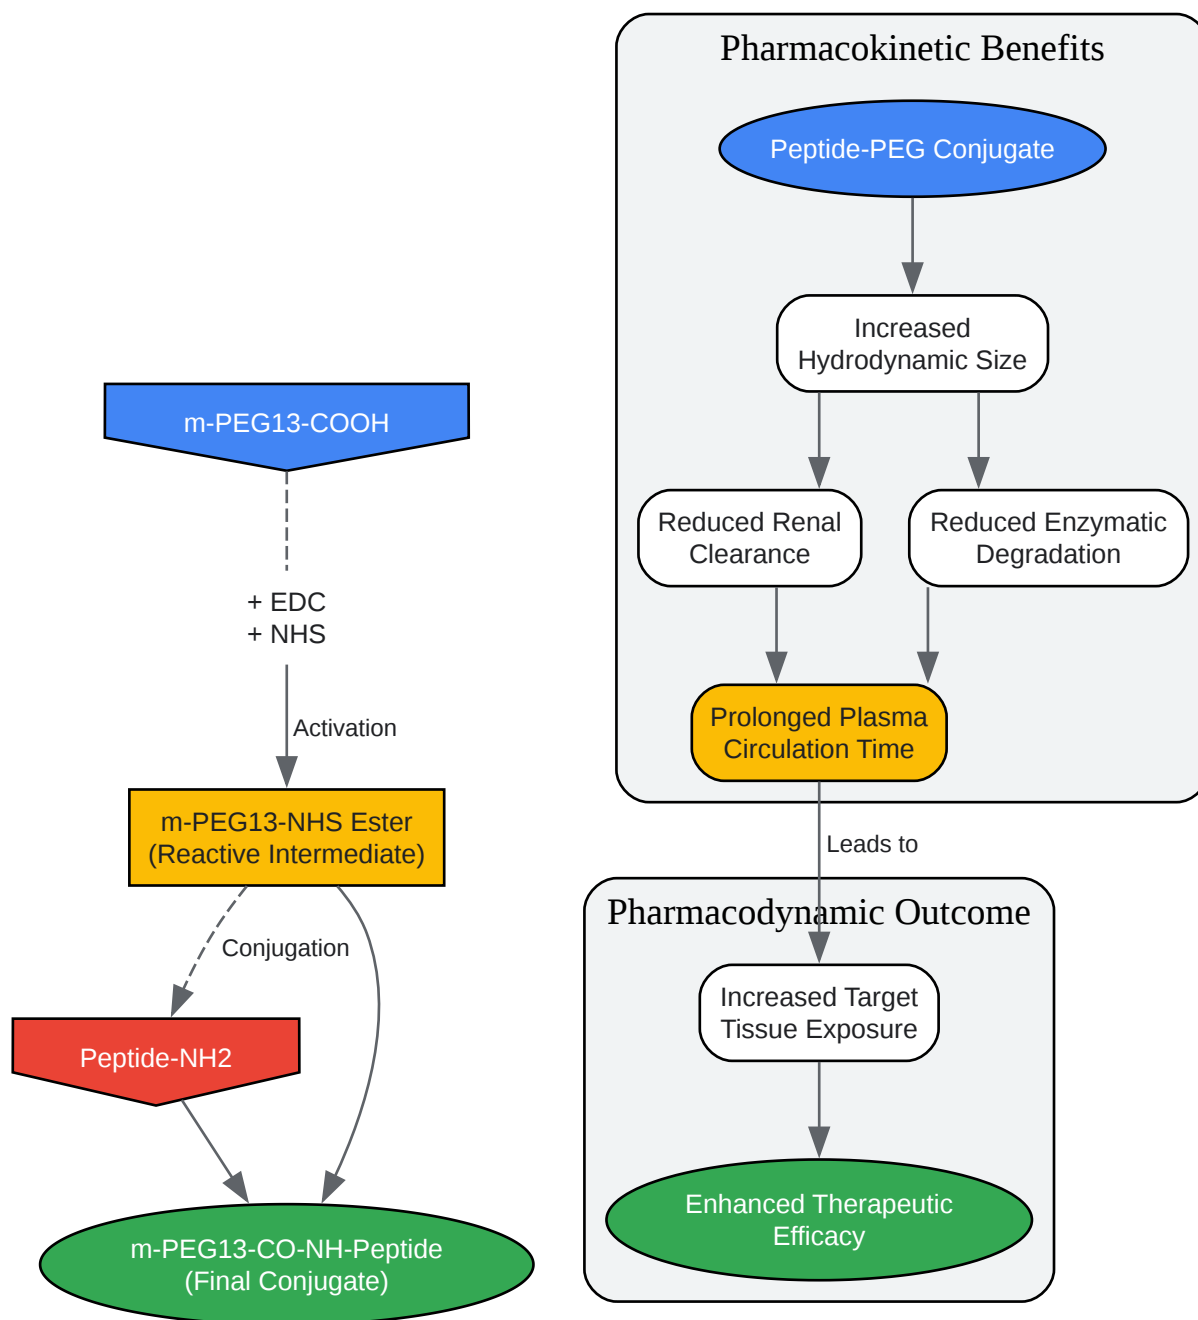 m-PEG13-COOH
+ EDC
+ NHS
Activation
m-PEG13-NHS Ester
(Reactive Intermediate)
Conjugation
Peptide-NH2
m-PEG13-CO-NH-Peptide
(Final Conjugate)
Pharmacokinetic Benefits
Peptide-PEG Conjugate
Increased
Hydrodynamic Size
Reduced Renal
Clearance
Reduced Enzymatic
Degradation
Prolonged Plasma
Circulation Time
Leads to
Pharmacodynamic Outcome
Increased Target
Tissue Exposure
Enhanced Therapeutic
Efficacy